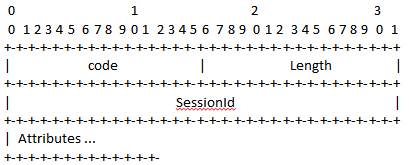 0 1 2 3
0 1 2 3 4 5 6 7 8 9 0 1 2 3 4 5 6 7 8 9 0 1 2 3 4 5 6 7 8 9 0 1
+-+-+-+-+-+-+-+-+-+-+-+-+-+-+-+-+-+-+-+-+-+-+-+-+-+-+-+-+-+-+-+-+
| code | Length |
+-+-+-+-+-+-+-+-+-+-+-+-+-+-+-+-+-+-+-+-+-+-+-+-+-+-+-+-+-+-+-+-+
| SessionId |
+-+-+-+-+-+-+-+-+-+-+-+-+-+-+-+-+-+-+-+-+-+-+-+-+-+-+-+-+-+-+-+-+
| Attributes ...
+-+-+-+-+-+-+-+-+-+-+-+-+-